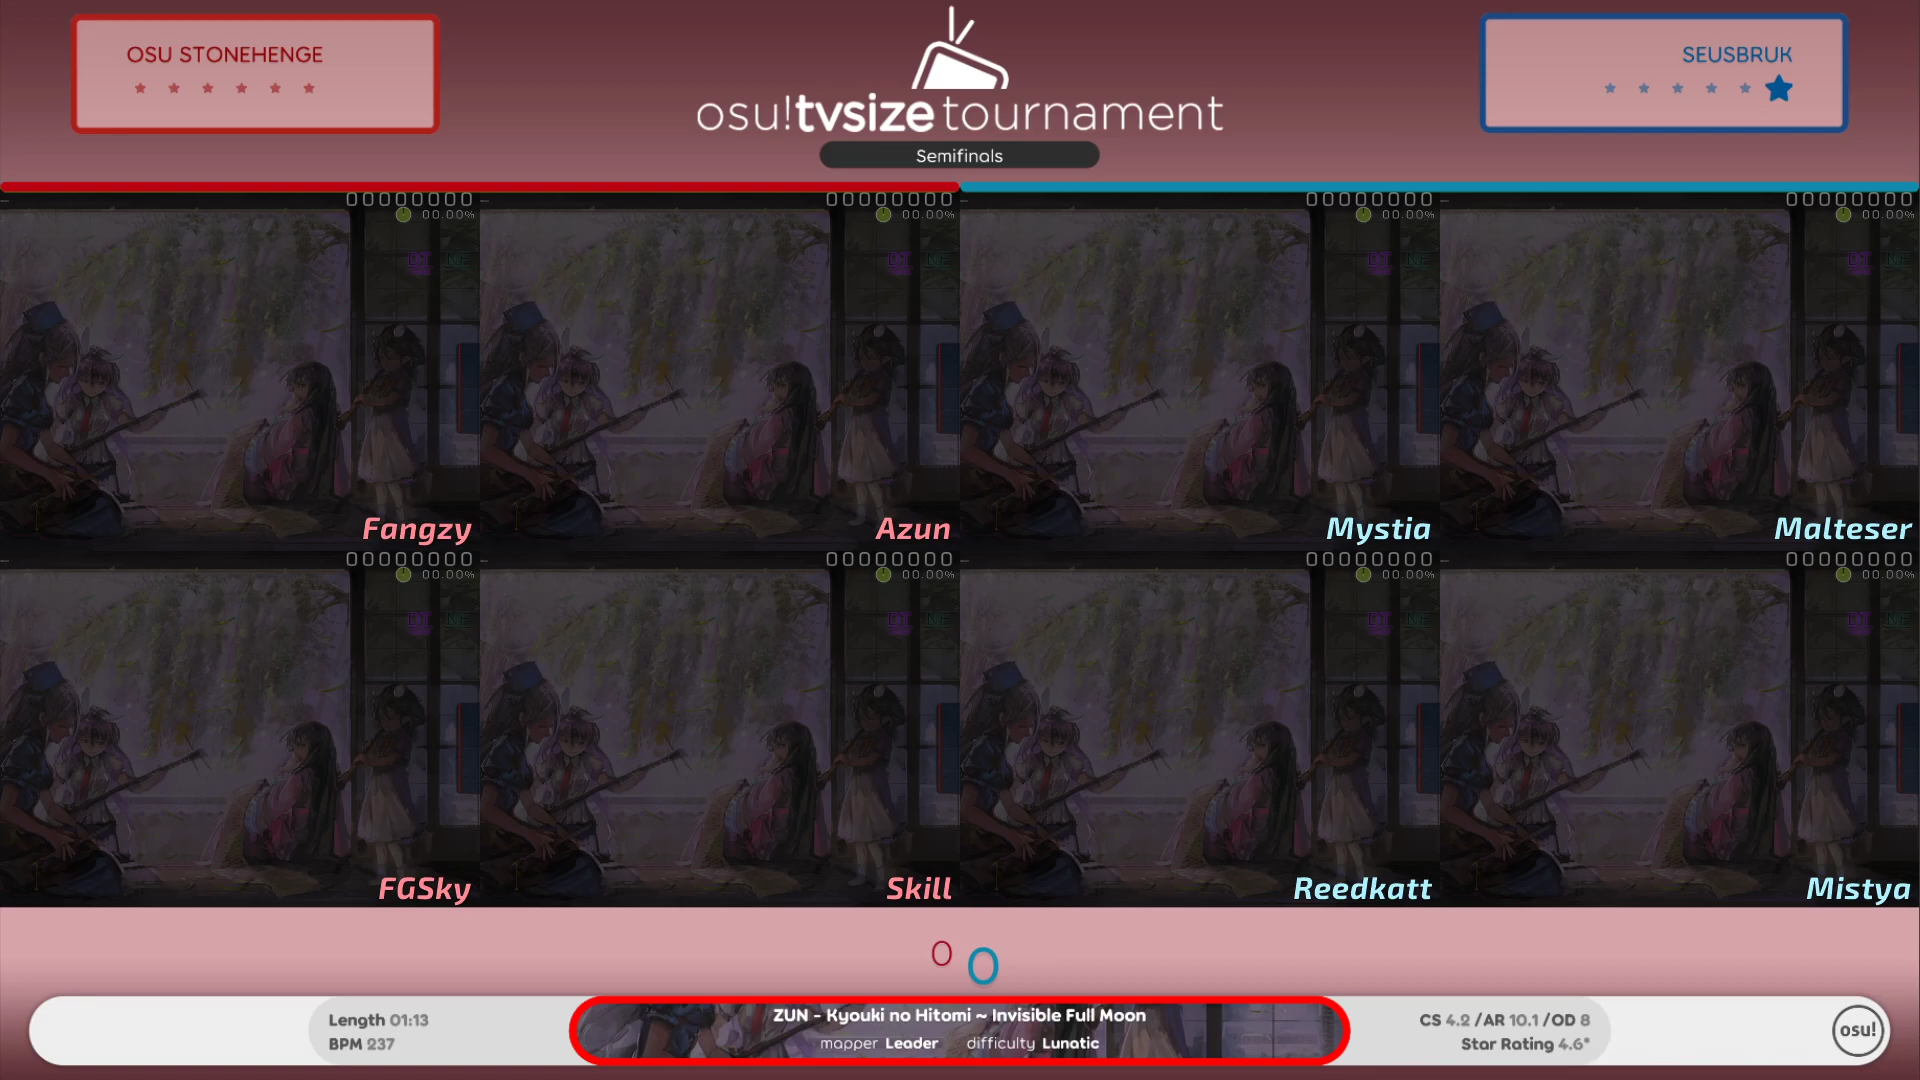 OSU STONEHENGE
osu!tvsize tournament
Semifinals
SEUSBRUK
00000000
00.00%
00000000
00.00%
00000000
00.00%
00000000
00.00%
Fangzy
Azun
Mystia
Malteser
00000000
00.00%
00000000
00.00%
00000000
00.00%
00000000
00.00%
FGSky
Skill
Reedkatt
Mistya
0
0
Length 01:13
BPM 237
ZUN - Kyouki no Hitomi ~ Invisible Full Moon
mapper Leader difficulty Lunatic
CS 4.2 /AR 10.1 /OD 8
Star Rating 4.6*
osu!